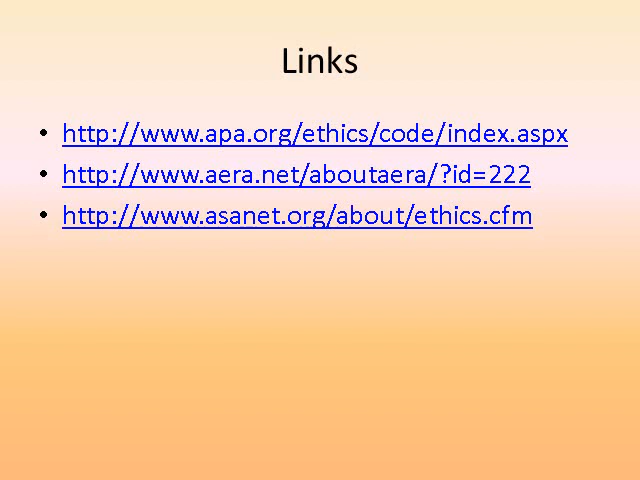 Links
• http://www.apa.org/ethics/code/index.aspx
• http://www.aera.net/aboutaera/?id=222
• http://www.asanet.org/about/ethics.cfm